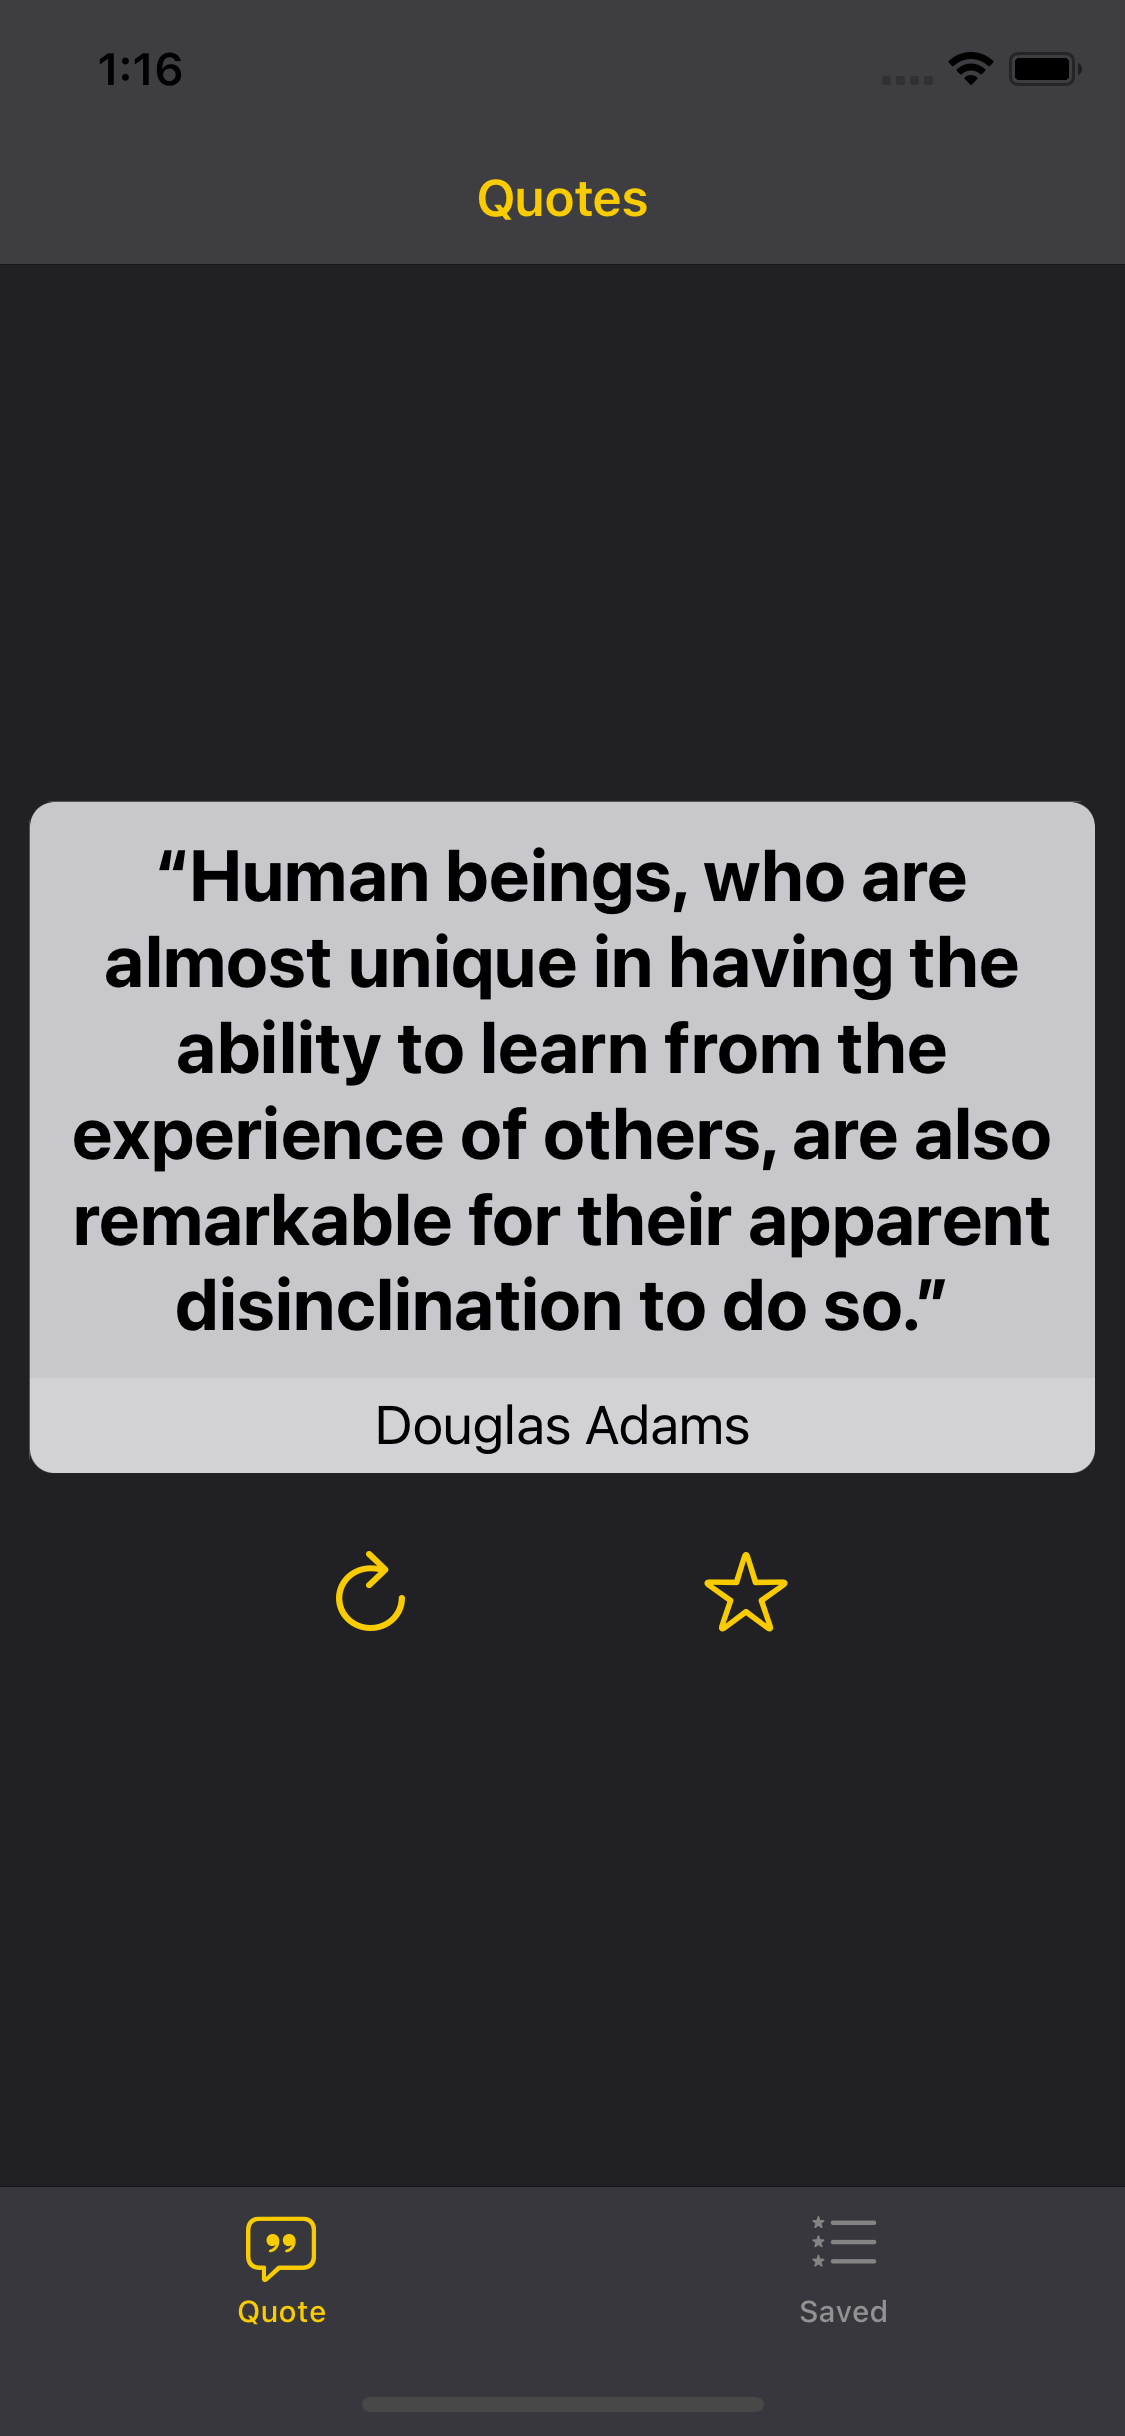 1:16
Quotes
“Human beings, who are
almost unique in having the
ability to learn from the
experience of others, are also
remarkable for their apparent
disinclination to do so.”
Douglas Adams
Quote
Saved